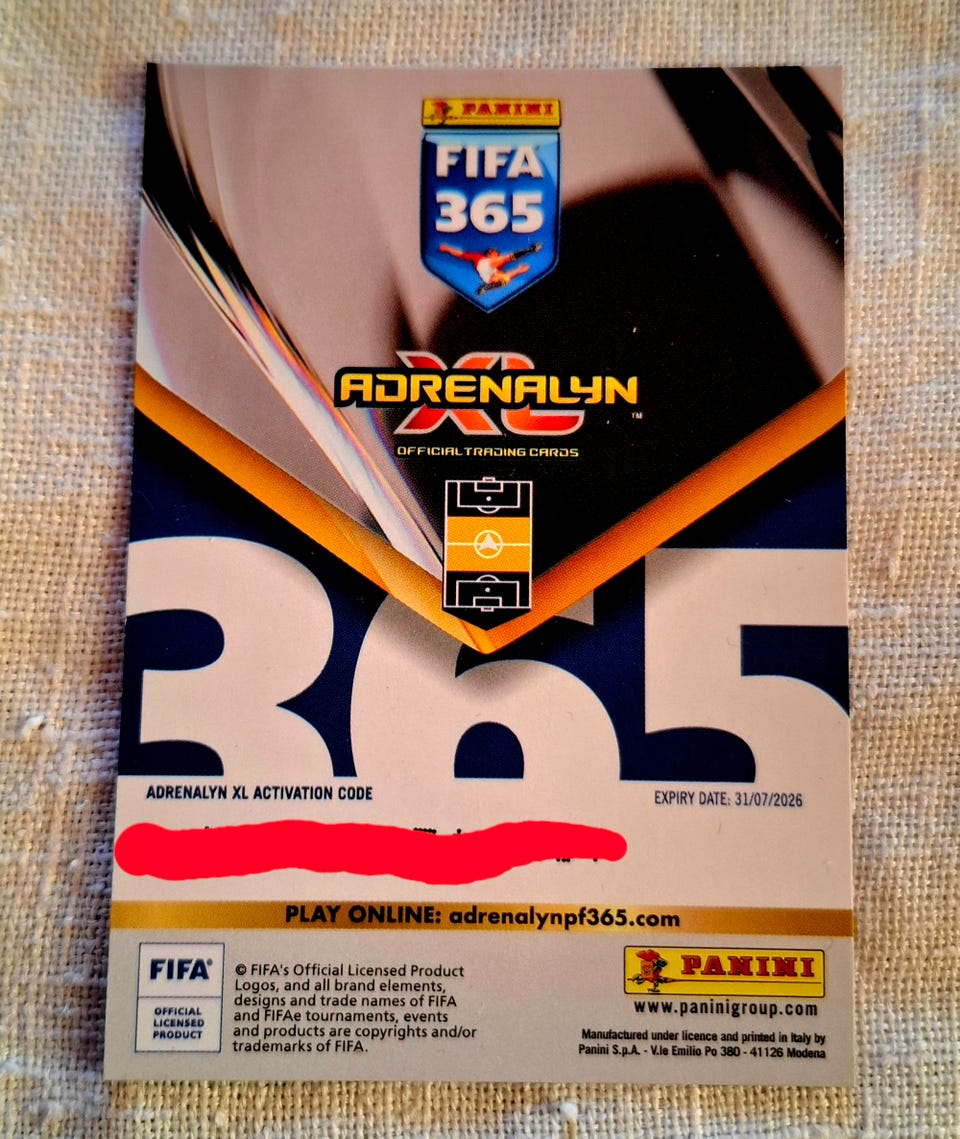 PANINI
FIFA
365
ADRENALYN
XL
™
OFFICIAL TRADING CARDS
365
ADRENALYN XL ACTIVATION CODE
EXPIRY DATE: 31/07/2026
PLAY ONLINE: adrenalynpf365.com
FIFA®
OFFICIAL
LICENSED
PRODUCT
© FIFA's Official Licensed Product
Logos, and all brand elements,
designs and trade names of FIFA
and FIFAe tournaments, events
and products are copyrights and/or
trademarks of FIFA.
PANINI
www.paninigroup.com
Manufactured under licence and printed in Italy by
Panini S.p.A. - V.le Emilio Po 380 - 41126 Modena